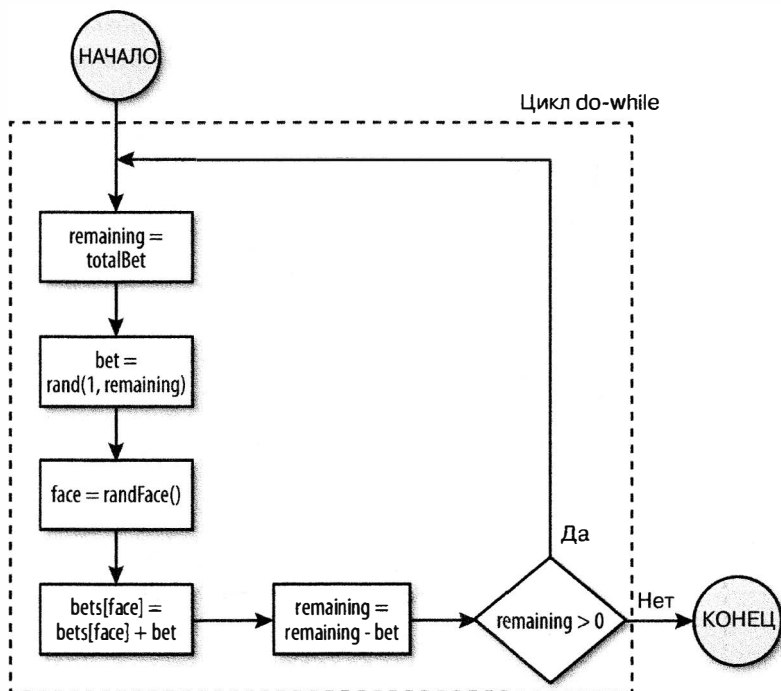 НАЧАЛО
Цикл do-while
remaining =
totalBet
bet =
rand(1, remaining)
face = randFace()
bets[face] =
bets[face] + bet
remaining =
remaining - bet
remaining > 0
Да
Нет
КОНЕЦ